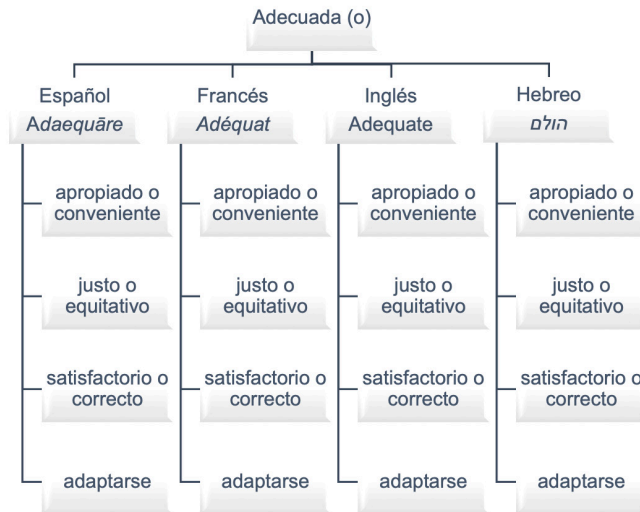 Adecuada (o)
Español
Adaequāre
apropiado o
conveniente
justo o
equitativo
satisfactorio o
correcto
adaptarse
Francés
Adéquat
apropiado o
conveniente
justo o
equitativo
satisfactorio o
correcto
adaptarse
Inglés
Adequate
apropiado o
conveniente
justo o
equitativo
satisfactorio o
correcto
adaptarse
Hebreo
הולם
apropiado o
conveniente
justo o
equitativo
satisfactorio o
correcto
adaptarse